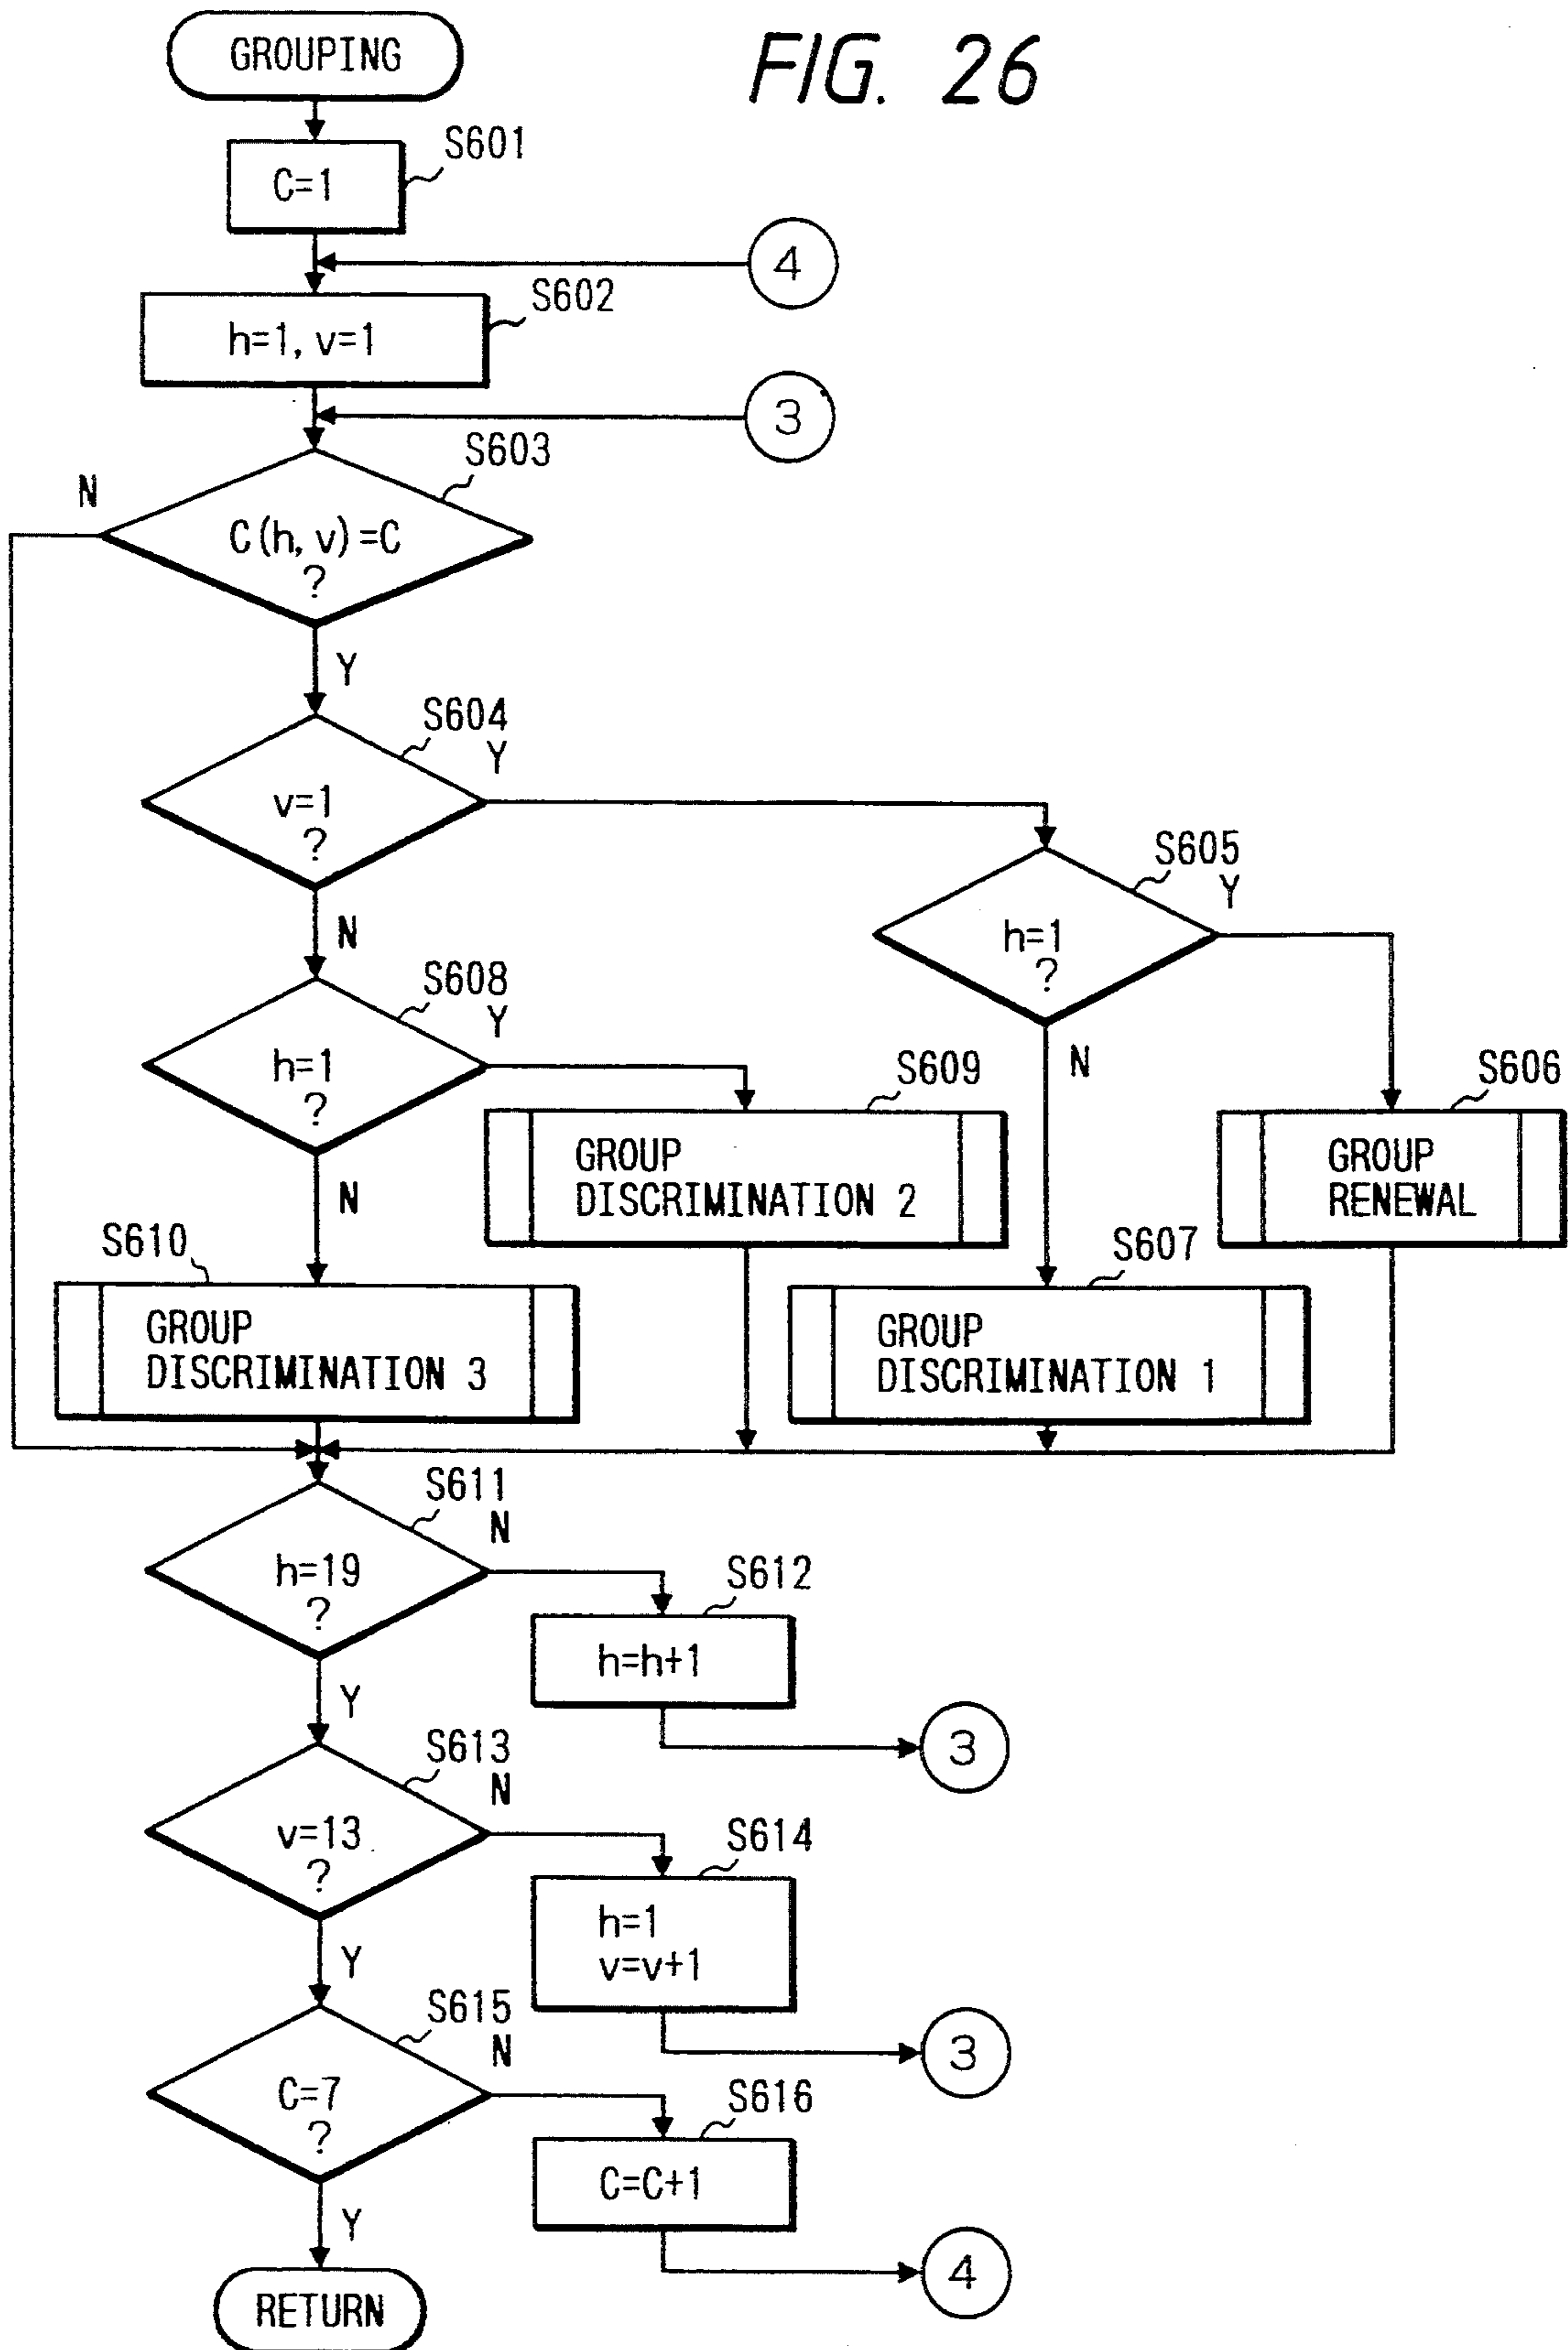 FIG. 26
GROUPING
S601
C=1
4
S602
h=1, v=1
3
S603
N
C(h, v)=C
?
Y
S604
Y
v=1
?
N
S605
Y
h=1
?
N
S608
Y
h=1
?
N
S609
GROUP
DISCRIMINATION 2
S606
GROUP
RENEWAL
S610
GROUP
DISCRIMINATION 3
S607
GROUP
DISCRIMINATION 1
S611
N
h=19
?
Y
S612
h=h+1
3
S613
N
v=13
?
Y
S614
h=1
v=v+1
3
S615
N
C=7
?
Y
S616
C=C+1
4
RETURN